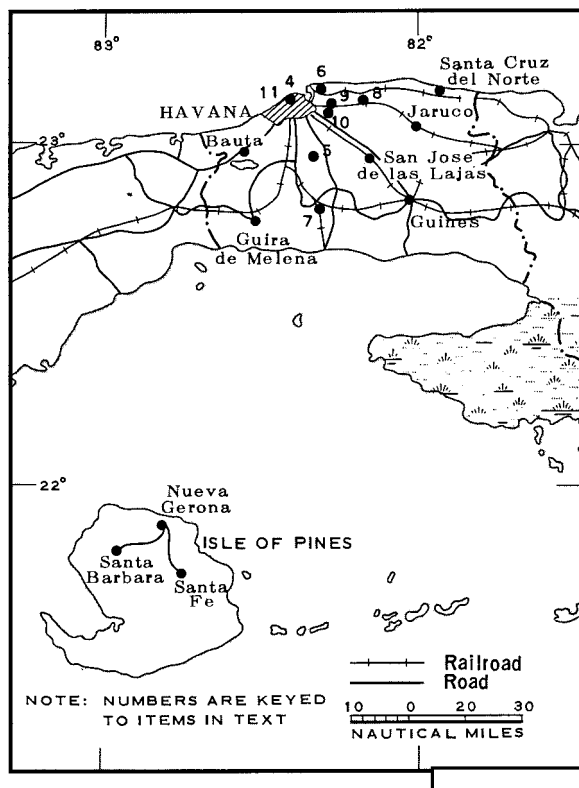 83°
82°
Santa Cruz
del Norte
4
6
11
9
8
HAVANA
10
Jaruco
23°
Bauta
5
San Jose
de las Lajas
7
Guines
Guira
de Melena
22°
Nueva
Gerona
ISLE OF PINES
Santa
Barbara
Santa
Fe
Railroad
Road
NOTE: NUMBERS ARE KEYED
TO ITEMS IN TEXT
10 0 10 20 30
NAUTICAL MILES